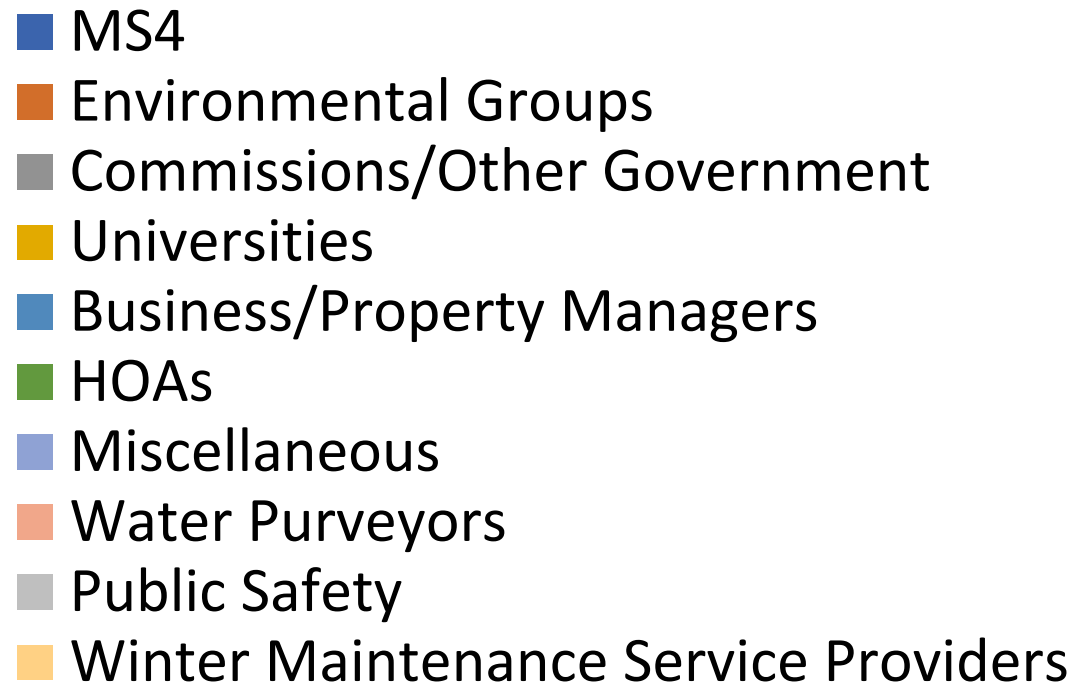 MS4
Environmental Groups
Commissions/Other Government
Universities
Business/Property Managers
HOAs
Miscellaneous
Water Purveyors
Public Safety
Winter Maintenance Service Providers